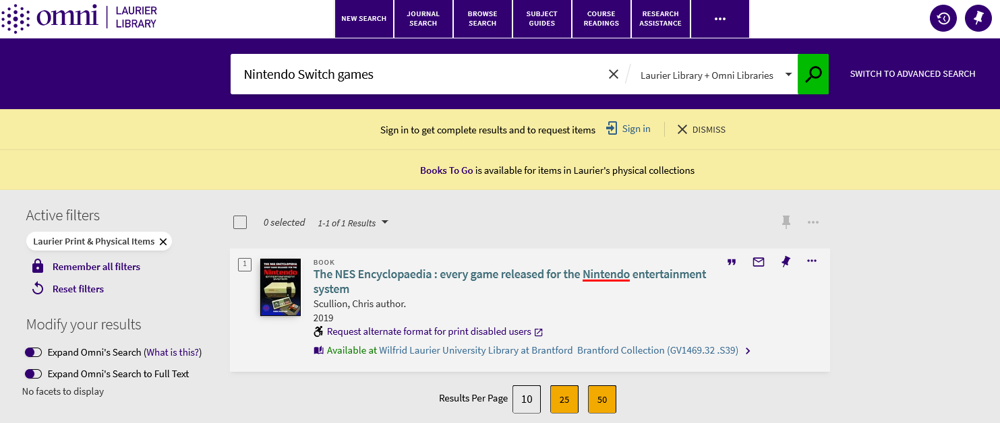 omni LAURIER LIBRARY
NEW SEARCH
JOURNAL SEARCH
BROWSE SEARCH
SUBJECT GUIDES
COURSE READINGS
RESEARCH ASSISTANCE
Nintendo Switch games
Laurier Library + Omni Libraries
SWITCH TO ADVANCED SEARCH
Sign in to get complete results and to request items Sign in DISMISS
Books To Go is available for items in Laurier's physical collections
Active filters
Laurier Print & Physical Items
Remember all filters
Reset filters
Modify your results
Expand Omni's Search (What is this?)
Expand Omni's Search to Full Text
No facets to display
0 selected 1-1 of 1 Results
1
THE NES ENCYCLOPEDIA
Nintendo
ENTERTAINMENT
SYSTEM
BOOK
The NES Encyclopaedia : every game released for the Nintendo entertainment
system
Scullion, Chris author.
2019
Request alternate format for print disabled users
Available at Wilfrid Laurier University Library at Brantford Brantford Collection (GV1469.32 .S39)
Results Per Page 10 25 50